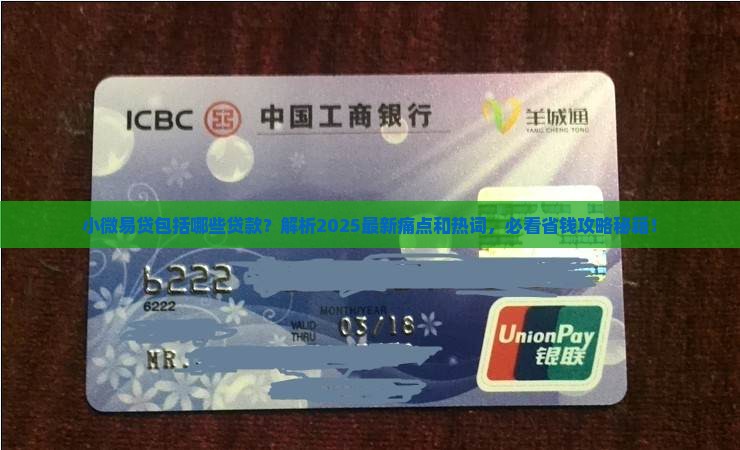 ICBC 中国工商银行 羊城通
YANG CHENG TONG
小微易贷包括哪些贷款？解析2025最新痛点和热词，必看省钱攻略秘籍！
6222
6222
MONTH/YEAR
VALID THRU 03/18
MR.
UnionPay
银联